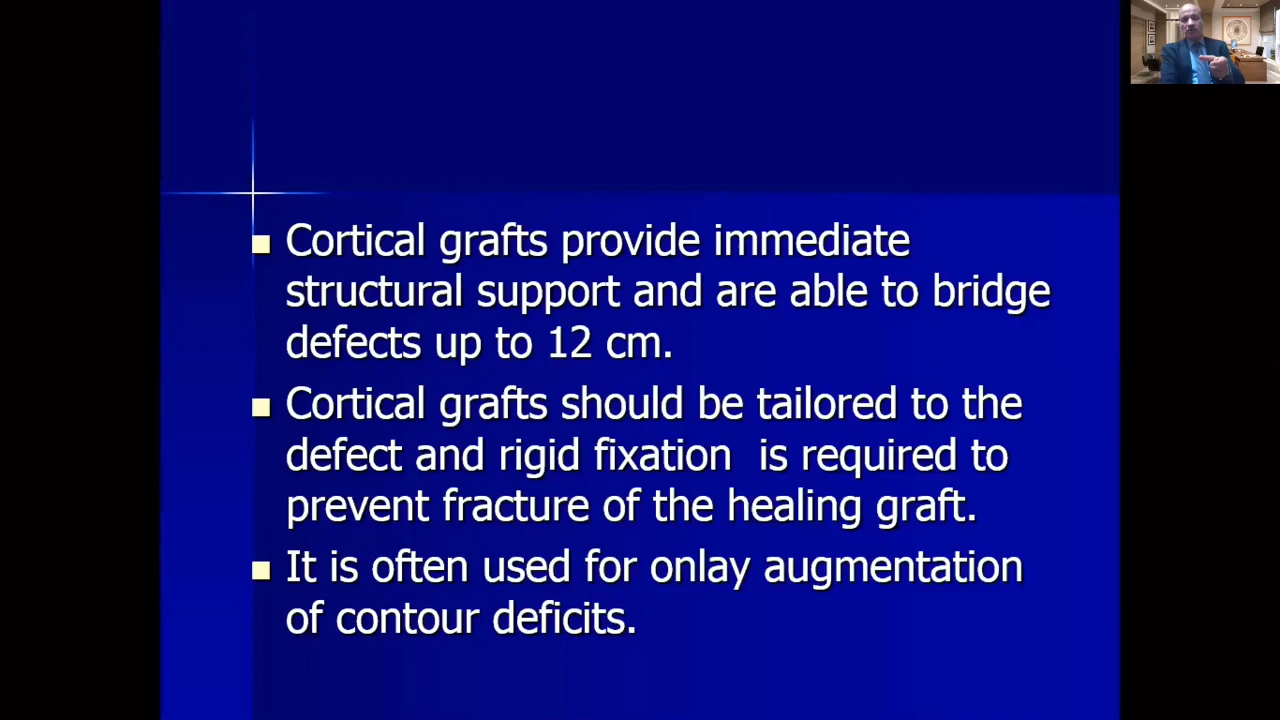 Cortical grafts provide immediate
structural support and are able to bridge
defects up to 12 cm.
Cortical grafts should be tailored to the
defect and rigid fixation  is required to
prevent fracture of the healing graft.
It is often used for onlay augmentation
of contour deficits.